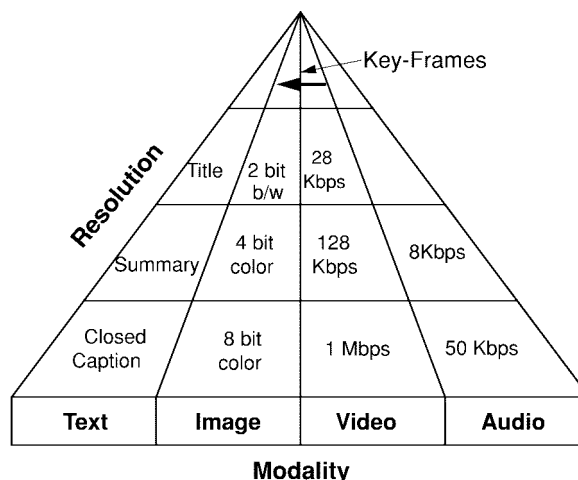 Key-Frames
Resolution
Title
2 bit
b/w
28
Kbps
Summary
4 bit
color
128
Kbps
8Kbps
Closed
Caption
8 bit
color
1 Mbps
50 Kbps
Text
Image
Video
Audio
Modality